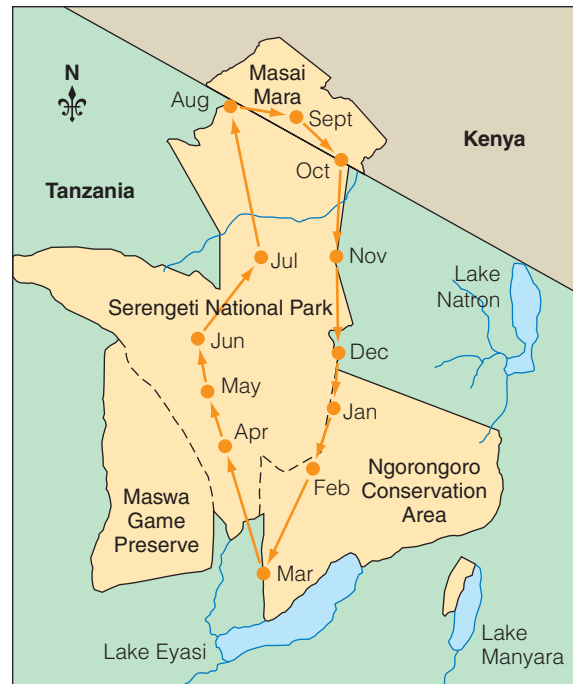 N
Masai
Mara
Aug
Sept
Oct
Kenya
Tanzania
Jul
Nov
Lake
Natron
Serengeti National Park
Jun
Dec
May
Jan
Apr
Feb
Ngorongoro
Conservation
Area
Maswa
Game
Preserve
Mar
Lake Eyasi
Lake
Manyara